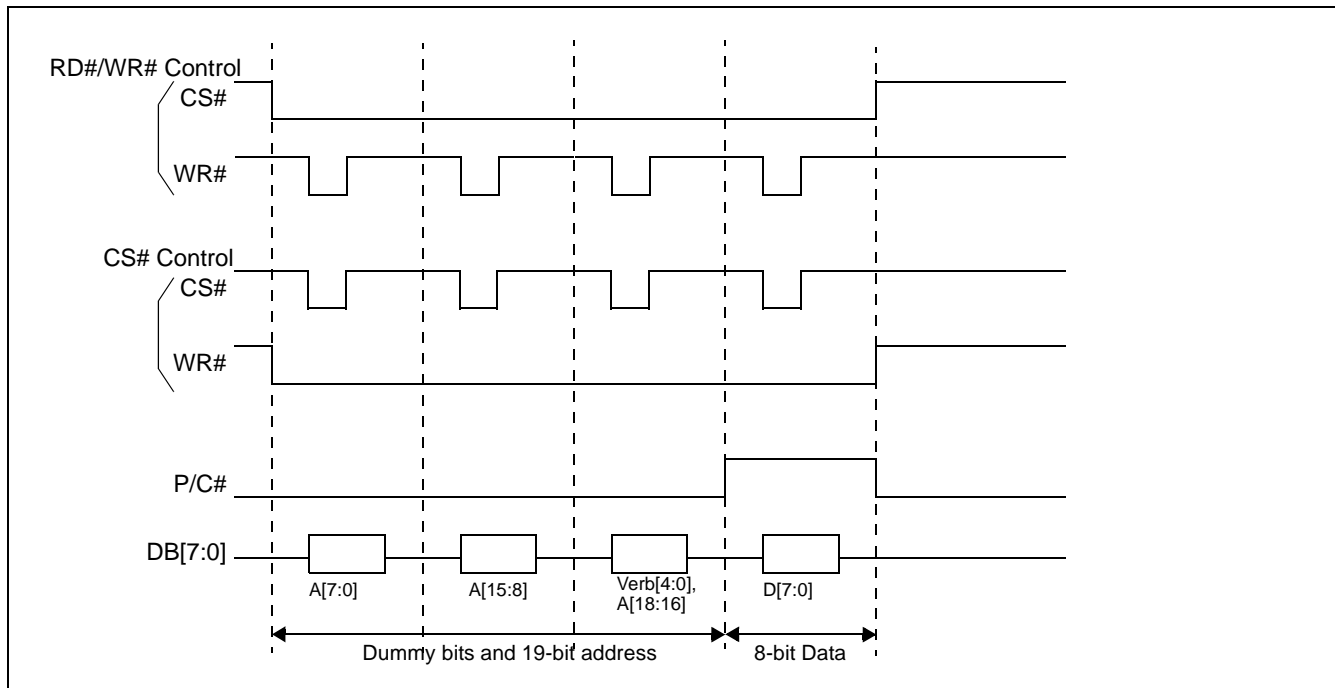 RD#/WR# Control
CS#
WR#
CS# Control
CS#
WR#
P/C#
DB[7:0]
A[7:0]
A[15:8]
Verb[4:0],
A[18:16]
D[7:0]
Dummy bits and 19-bit address
8-bit Data